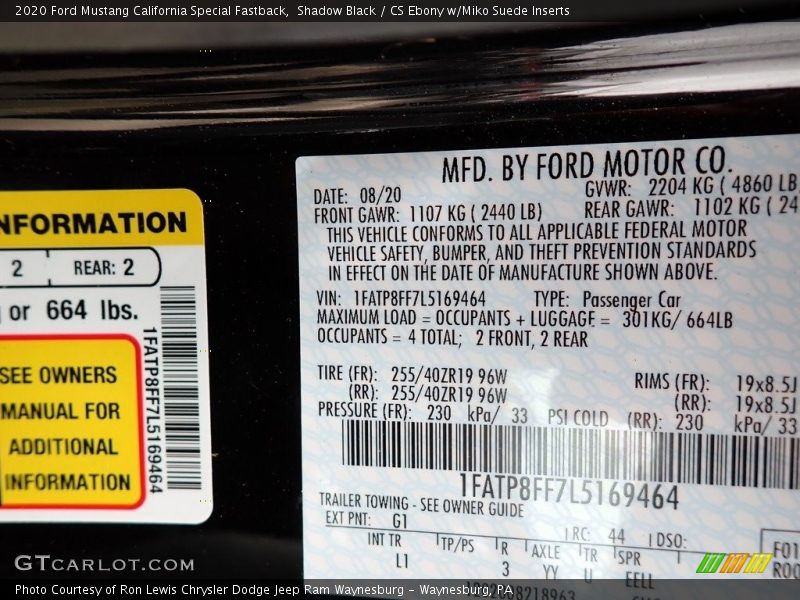 2020 Ford Mustang California Special Fastback, Shadow Black / CS Ebony w/Miko Suede Inserts
NFORMATION
2 REAR: 2
or 664 lbs.
SEE OWNERS
MANUAL FOR
ADDITIONAL
INFORMATION
1FATP8FF7L5169464
MFD. BY FORD MOTOR CO.
DATE: 08/20 GVWR: 2204 KG ( 4860 LB
FRONT GAWR: 1107 KG ( 2440 LB) REAR GAWR: 1102 KG ( 24
THIS VEHICLE CONFORMS TO ALL APPLICABLE FEDERAL MOTOR
VEHICLE SAFETY, BUMPER, AND THEFT PREVENTION STANDARDS
IN EFFECT ON THE DATE OF MANUFACTURE SHOWN ABOVE.
VIN: 1FATP8FF7L5169464 TYPE: Passenger Car
MAXIMUM LOAD = OCCUPANTS + LUGGAGE = 301KG/ 664LB
OCCUPANTS = 4 TOTAL; 2 FRONT, 2 REAR
TIRE (FR): 255/40ZR19 96W RIMS (FR): 19x8.5J
(RR): 255/40ZR19 96W (RR): 19x8.5J
PRESSURE (FR): 230 kPa/ 33 PSI COLD (RR): 230 kPa/ 33
1FATP8FF7L5169464
TRAILER TOWING - SEE OWNER GUIDE
EXT PNT: G1 RC: 44 DSO:
INT TR TP/PS R AXLE TR SPR
L1 3 YY U EELL
F01
R00
GTCARLOT.COM
Photo Courtesy of Ron Lewis Chrysler Dodge Jeep Ram Waynesburg - Waynesburg, PA